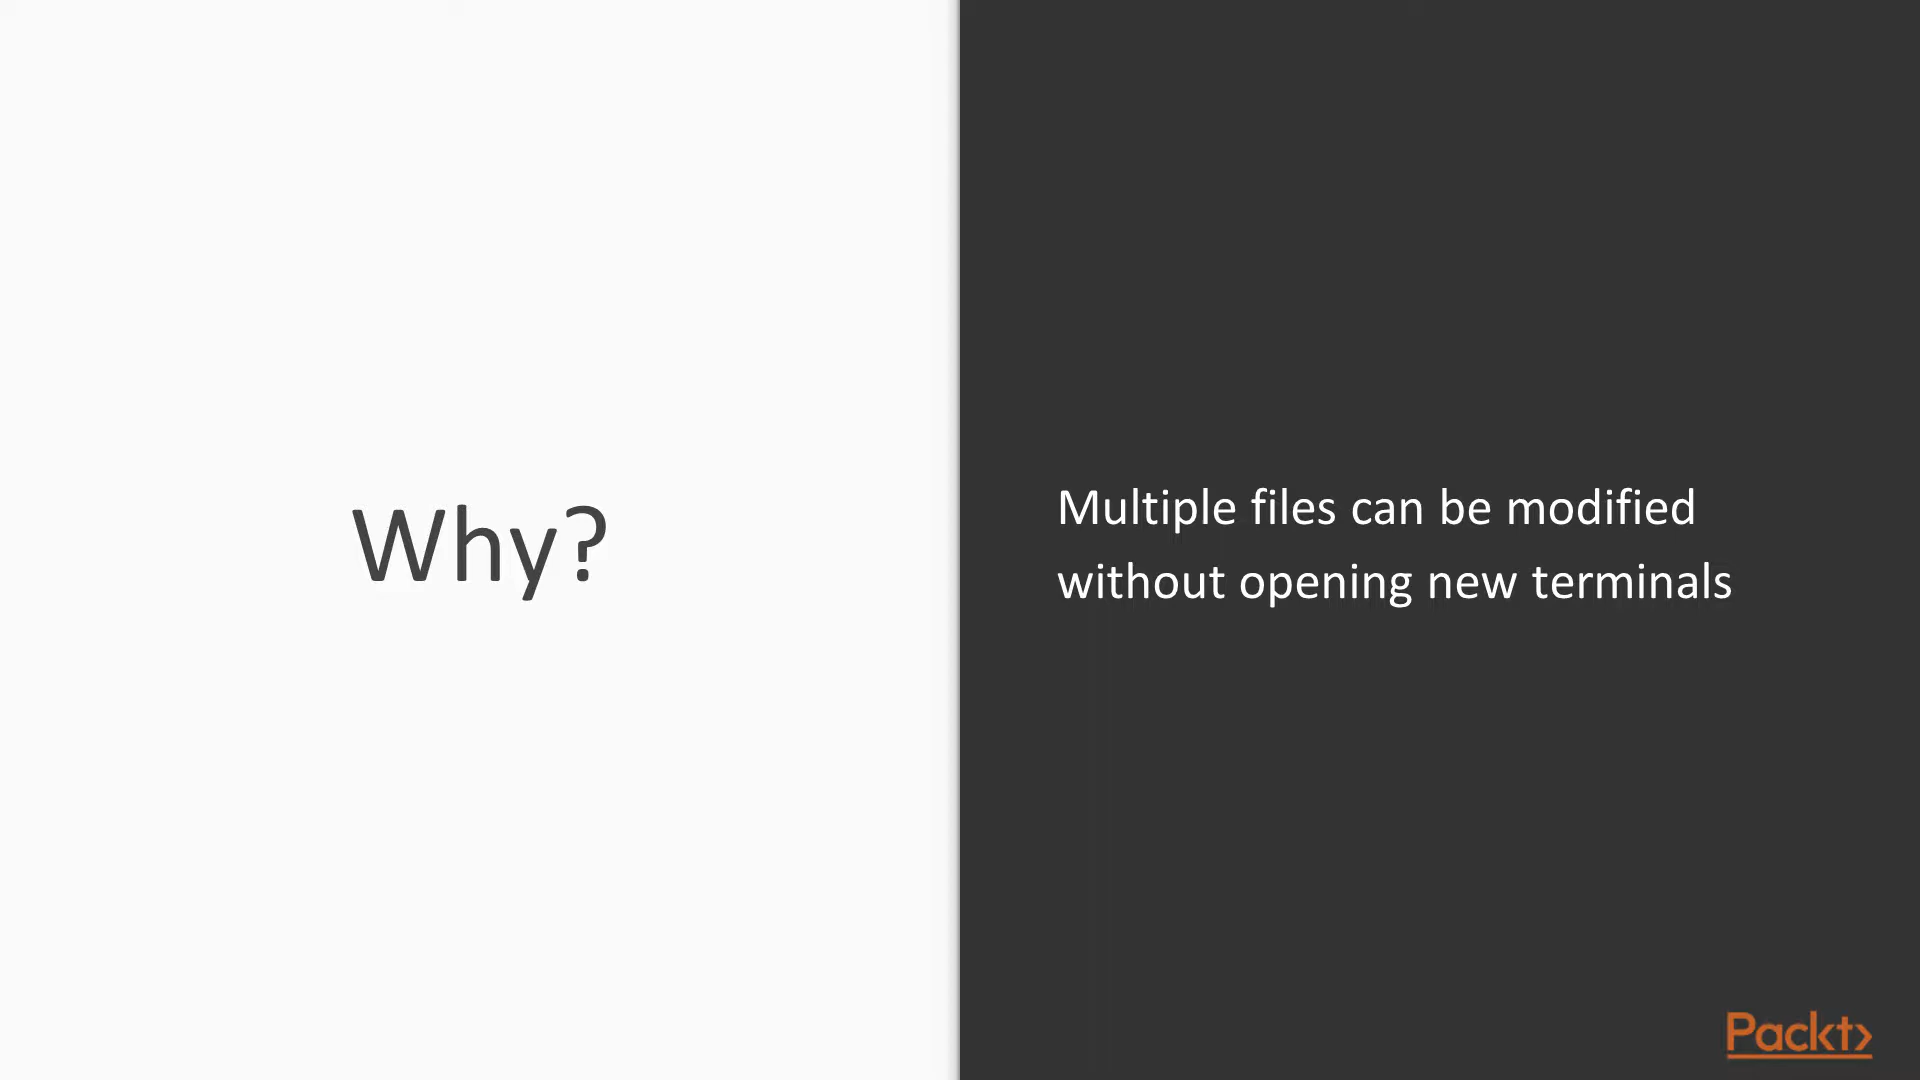 Why?
Multiple files can be modified
without opening new terminals
Packt>